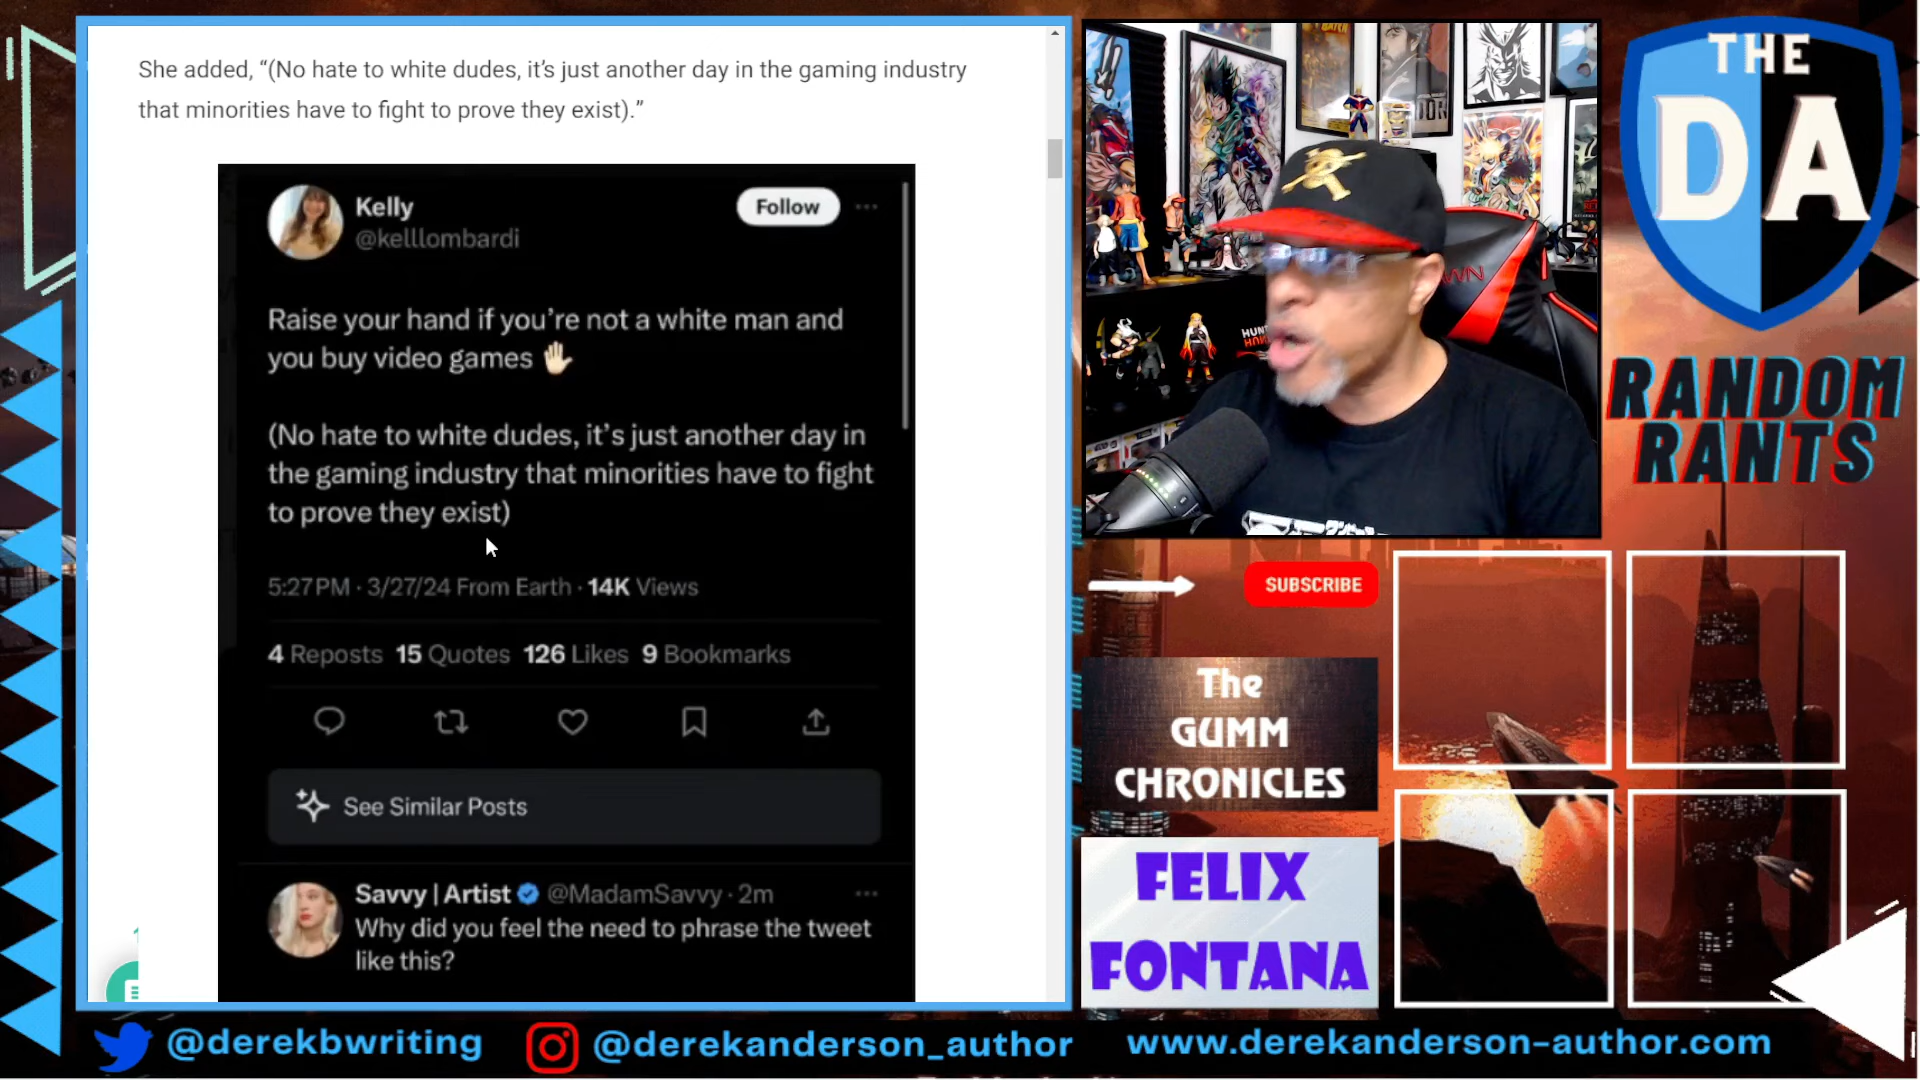 She added, “(No hate to white dudes, it’s just another day in the gaming industry
that minorities have to fight to prove they exist).”
Kelly
@kelllombardi
Follow
Raise your hand if you’re not a white man and
you buy video games 🤚🏻
(No hate to white dudes, it’s just another day in
the gaming industry that minorities have to fight
to prove they exist)
5:27 PM · 3/27/24 From Earth · 14K Views
4 Reposts 15 Quotes 126 Likes 9 Bookmarks
See Similar Posts
Savvy | Artist @MadamSavvy · 2m
Why did you feel the need to phrase the tweet
like this?
THE
DA
RANDOM
RANTS
SUBSCRIBE
The
GUMM
CHRONICLES
FELIX
FONTANA
@derekbwriting
@derekanderson_author
www.derekanderson-author.com